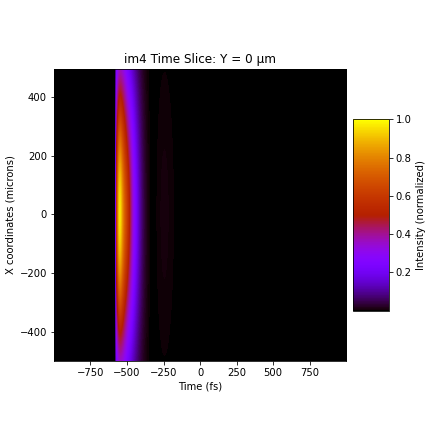 im4 Time Slice: Y = 0 μm
400
200
0
−200
−400
X coordinates (microns)
−750 −500 −250 0 250 500 750
Time (fs)
1.0
0.8
0.6
0.4
0.2
Intensity (normalized)